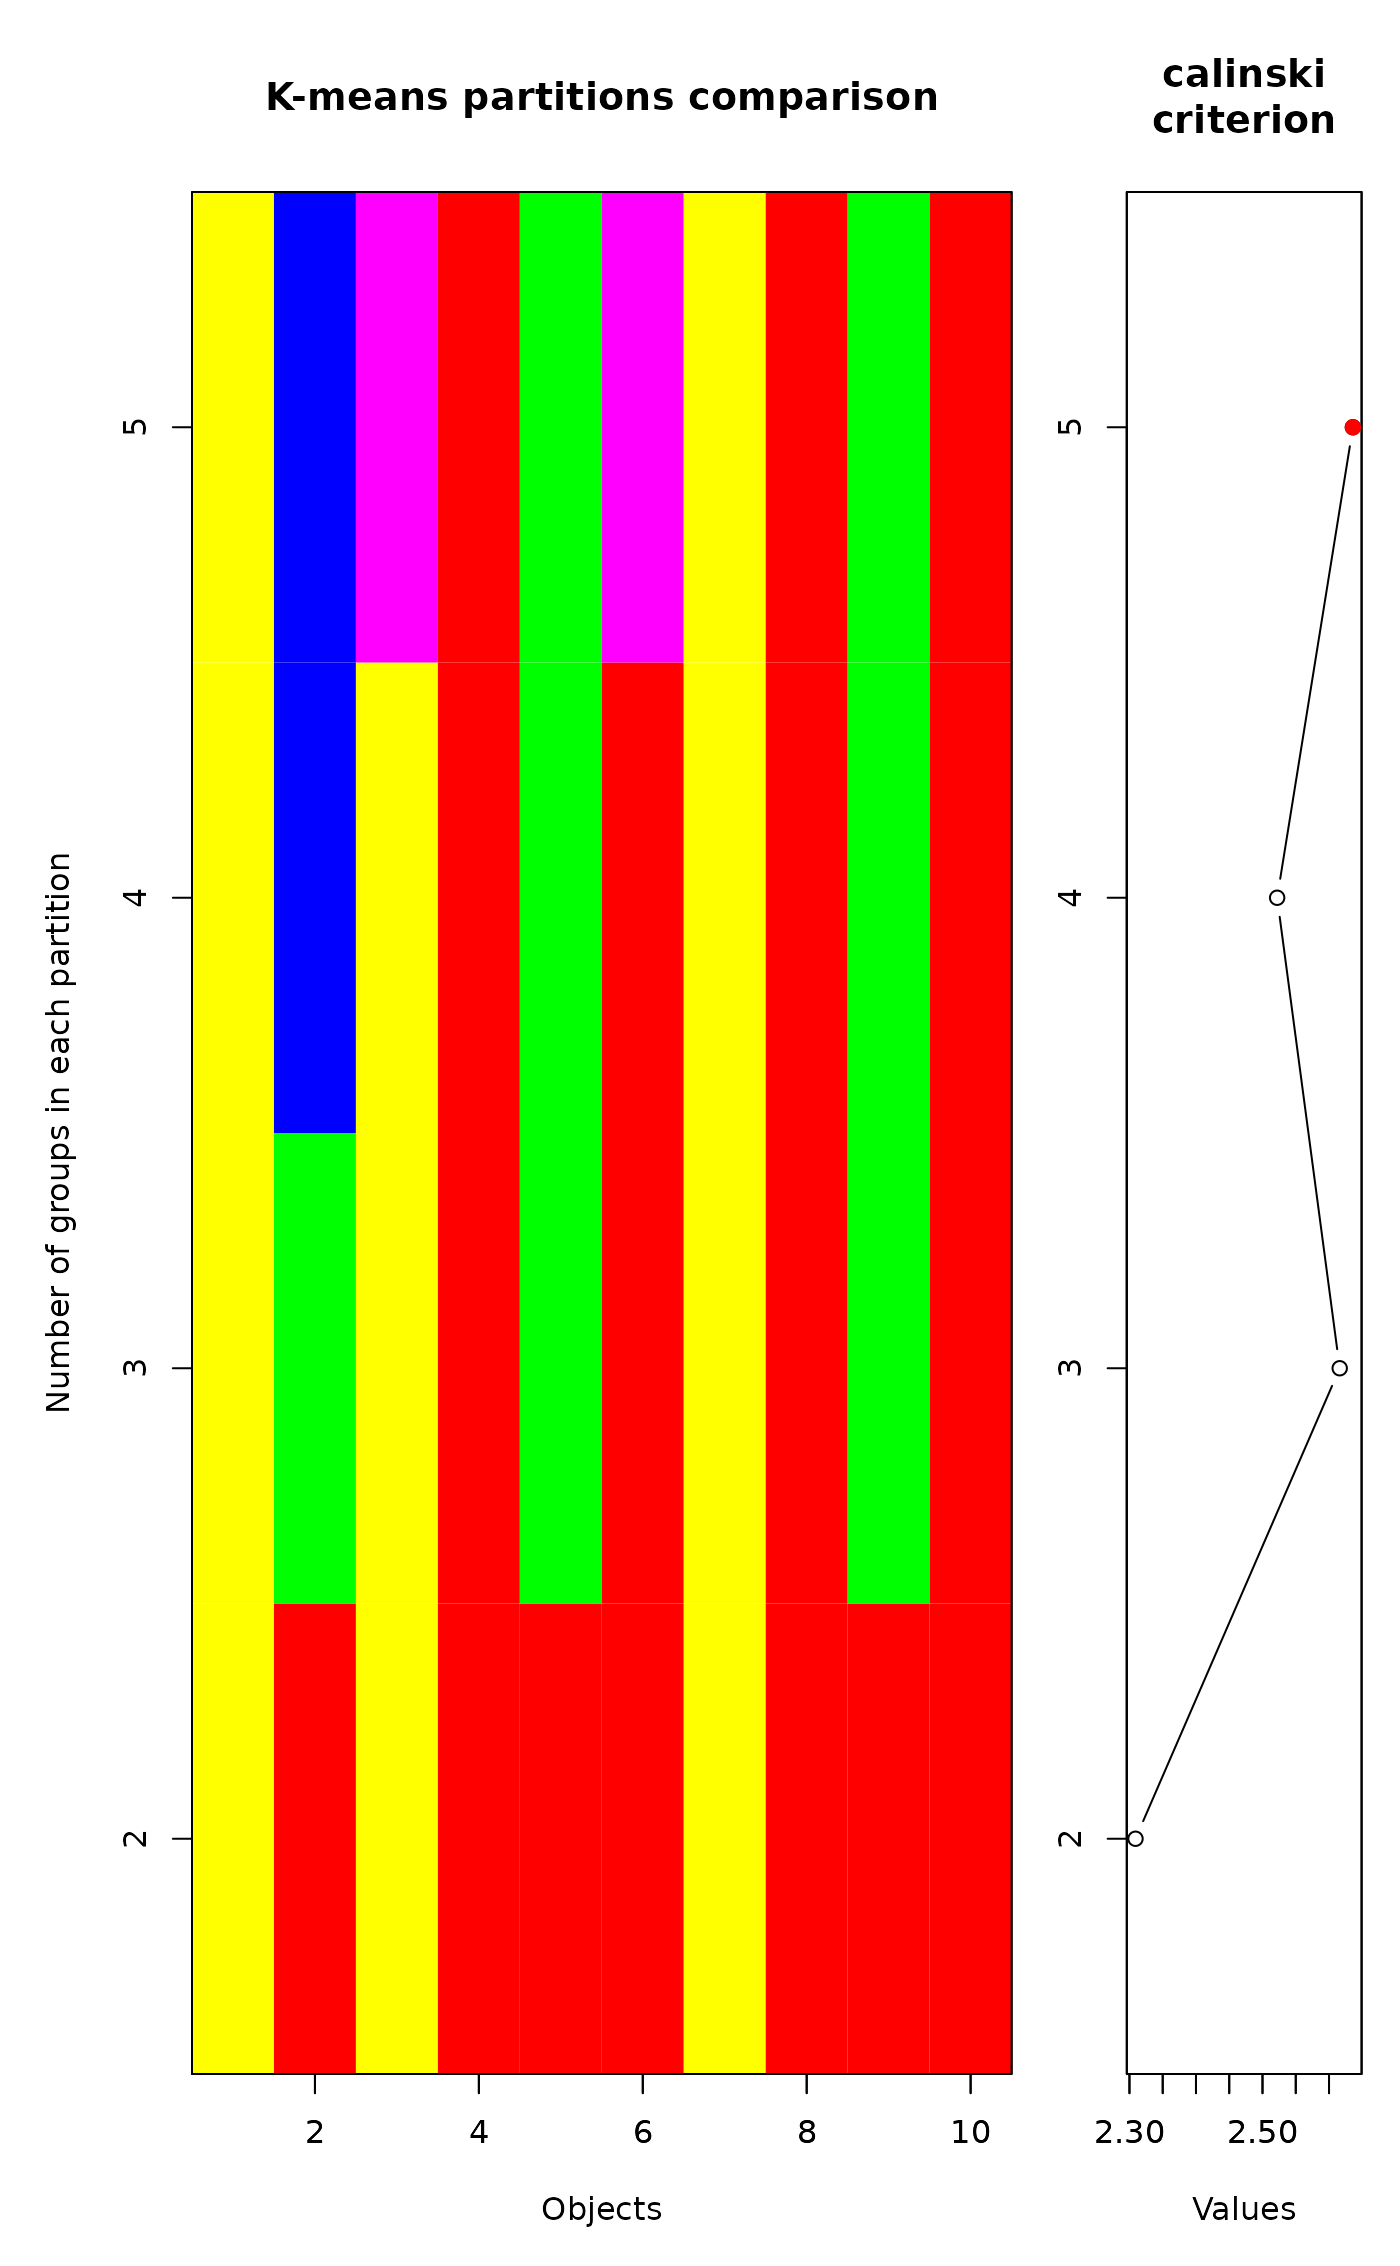 K-means partitions comparison
calinski
criterion
Number of groups in each partition
5
4
3
2
2 4 6 8 10
Objects
5
4
3
2
2.30 2.50
Values